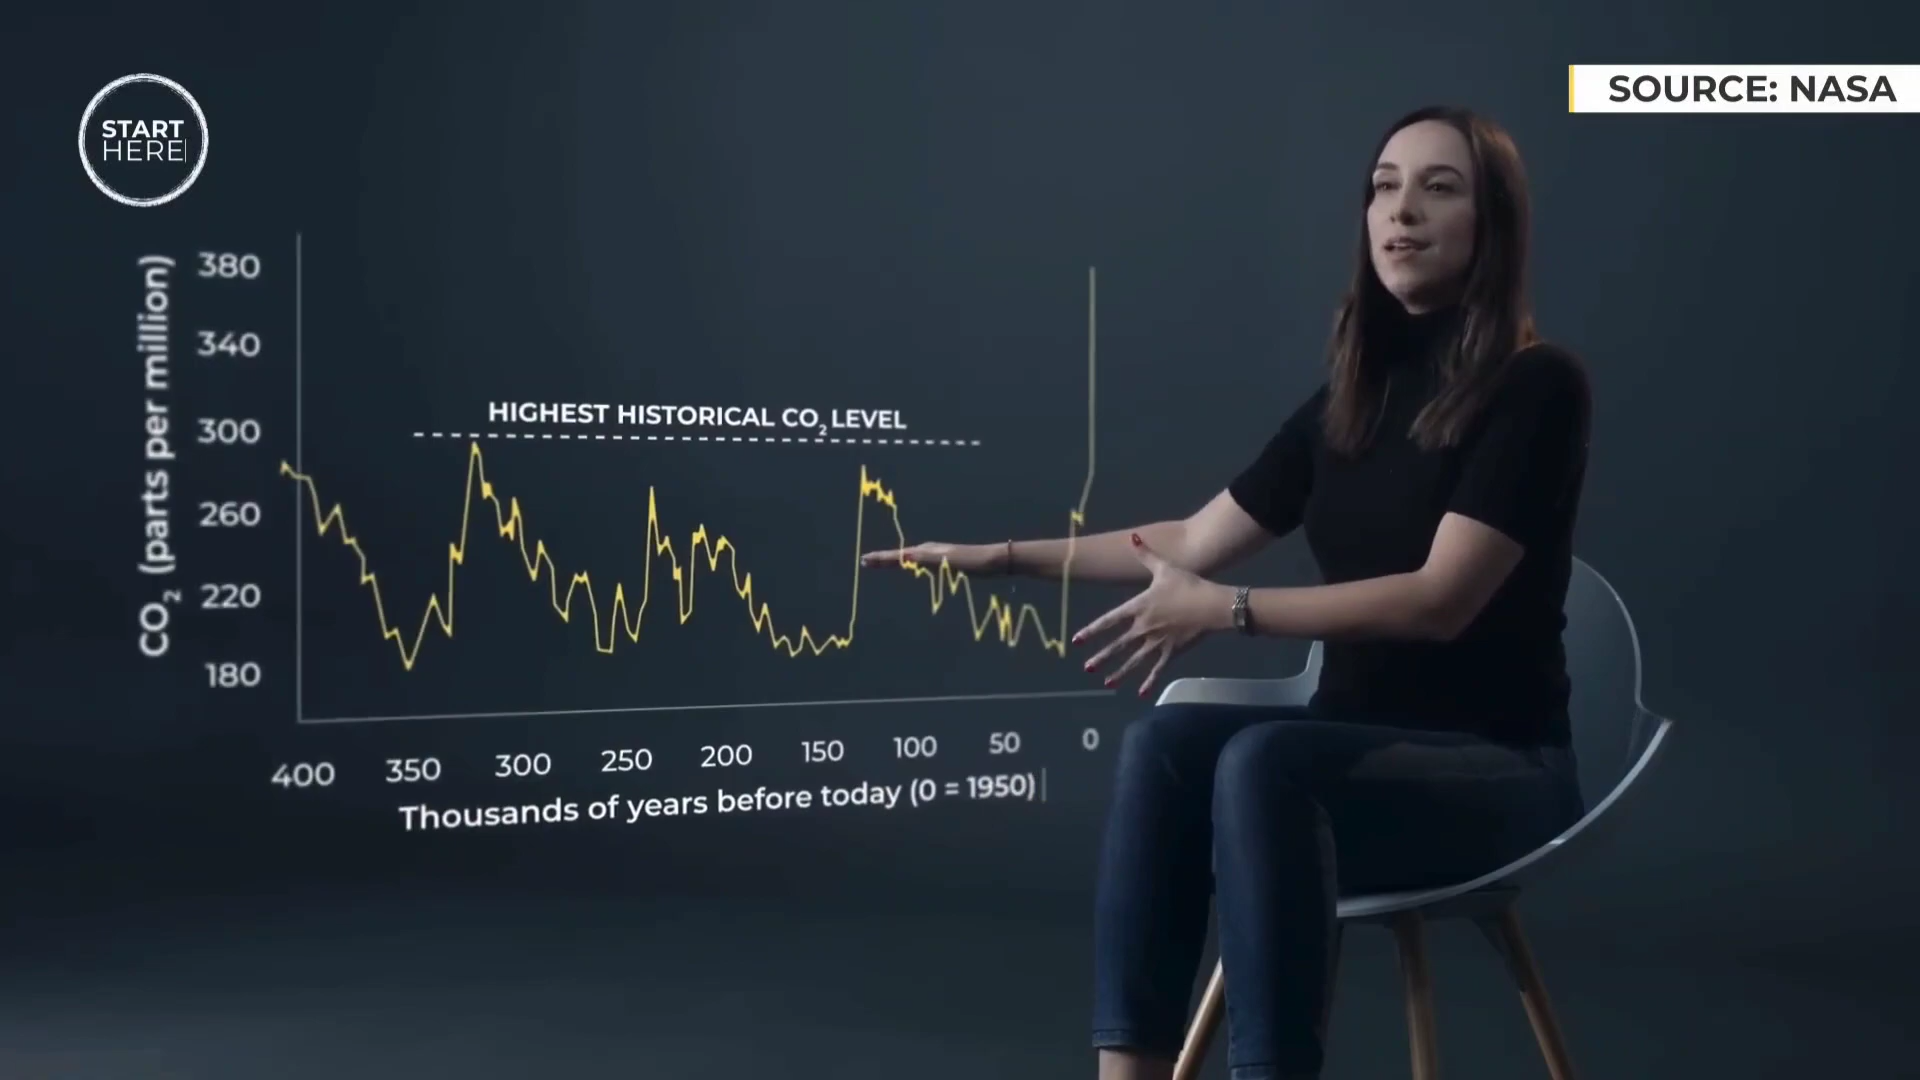 START
HERE
SOURCE: NASA
CO₂ (parts per million)
380
340
300
260
220
180
HIGHEST HISTORICAL CO₂ LEVEL
400 350 300 250 200 150 100 50 0
Thousands of years before today (0 = 1950)